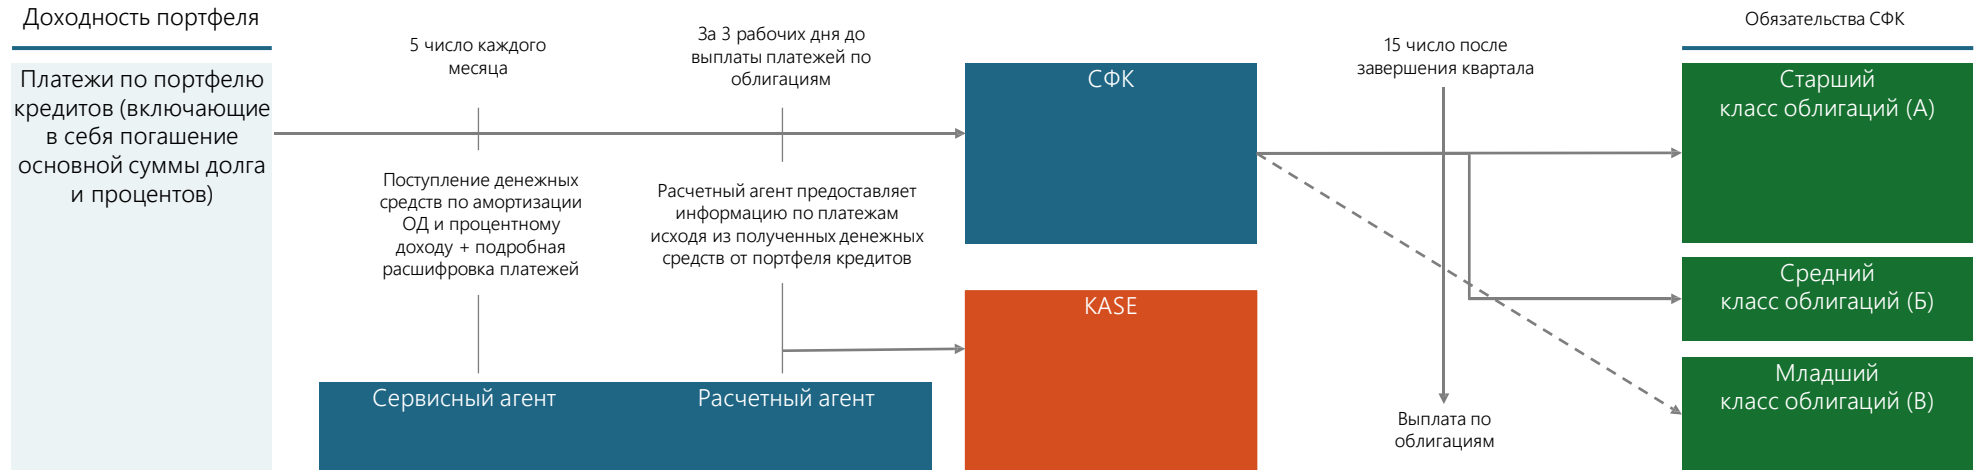 Доходность портфеля
Платежи по портфелю
кредитов (включающие
в себя погашение
основной суммы долга
и процентов)
5 число каждого
месяца
Поступление денежных
средств по амортизации
ОД и процентному
доходу + подробная
расшифровка платежей
Сервисный агент
За 3 рабочих дня до
выплаты платежей по
облигациям
Расчетный агент предоставляет
информацию по платежам
исходя из полученных денежных
средств от портфеля кредитов
Расчетный агент
СФК
KASE
15 число после
завершения квартала
Выплата по
облигациям
Обязательства СФК
Старший
класс облигаций (А)
Средний
класс облигаций (Б)
Младший
класс облигаций (В)